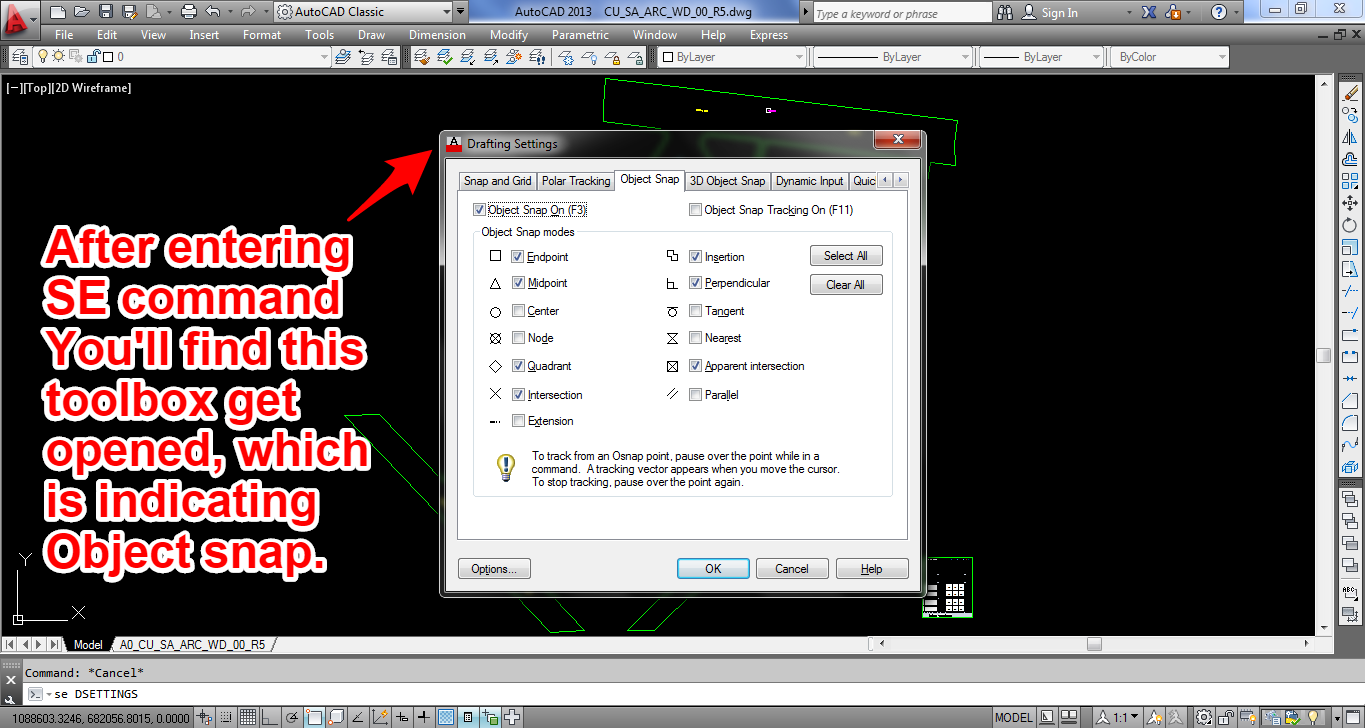 AutoCAD Classic
AutoCAD 2013 CU_SA_ARC_WD_00_R5.dwg
Type a keyword or phrase
Sign In
File Edit View Insert Format Tools Draw Dimension Modify Parametric Window Help Express
0
ByLayer
ByLayer
ByLayer
ByColor
[−][Top][2D Wireframe]
Drafting Settings
Snap and Grid
Polar Tracking
Object Snap
3D Object Snap
Dynamic Input
Quic
Object Snap On (F3)
Object Snap Tracking On (F11)
Object Snap modes
Endpoint
Midpoint
Center
Node
Quadrant
Intersection
Extension
Insertion
Perpendicular
Tangent
Nearest
Apparent intersection
Parallel
Select All
Clear All
To track from an Osnap point, pause over the point while in a
command. A tracking vector appears when you move the cursor.
To stop tracking, pause over the point again.
Options...
OK
Cancel
Help
After entering
SE command
You'll find this
toolbox get
opened, which
is indicating
Object snap.
Y
X
ABC
Model
A0_CU_SA_ARC_WD_00_R5
Command: *Cancel*
se DSETTINGS
1088603.3246, 682056.8015, 0.0000
MODEL
1:1